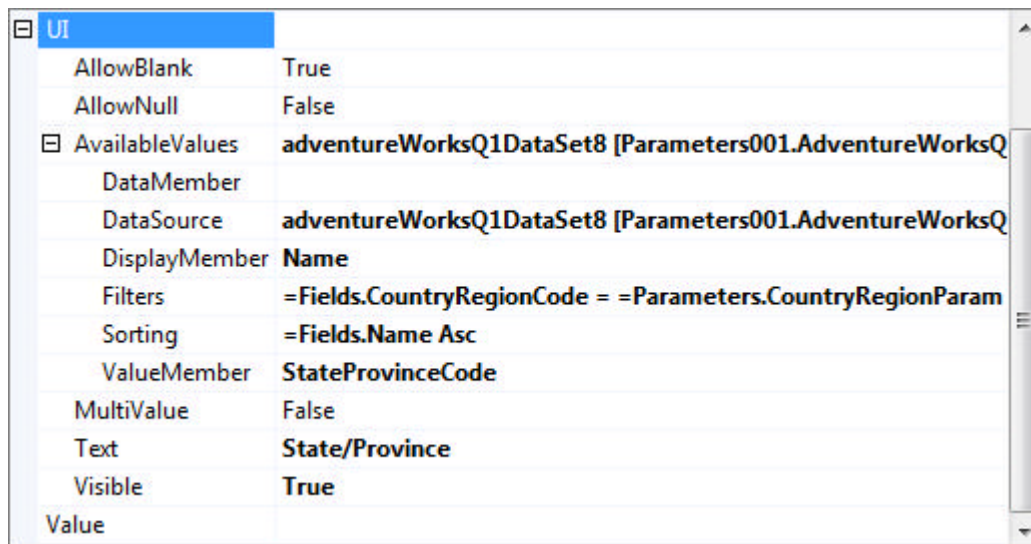 UI
AllowBlank True
AllowNull False
AvailableValues adventureWorksQ1DataSet8 [Parameters001.AdventureWorksQ
DataMember
DataSource adventureWorksQ1DataSet8 [Parameters001.AdventureWorksQ
DisplayMember Name
Filters =Fields.CountryRegionCode = =Parameters.CountryRegionParam
Sorting =Fields.Name Asc
ValueMember StateProvinceCode
MultiValue False
Text State/Province
Visible True
Value